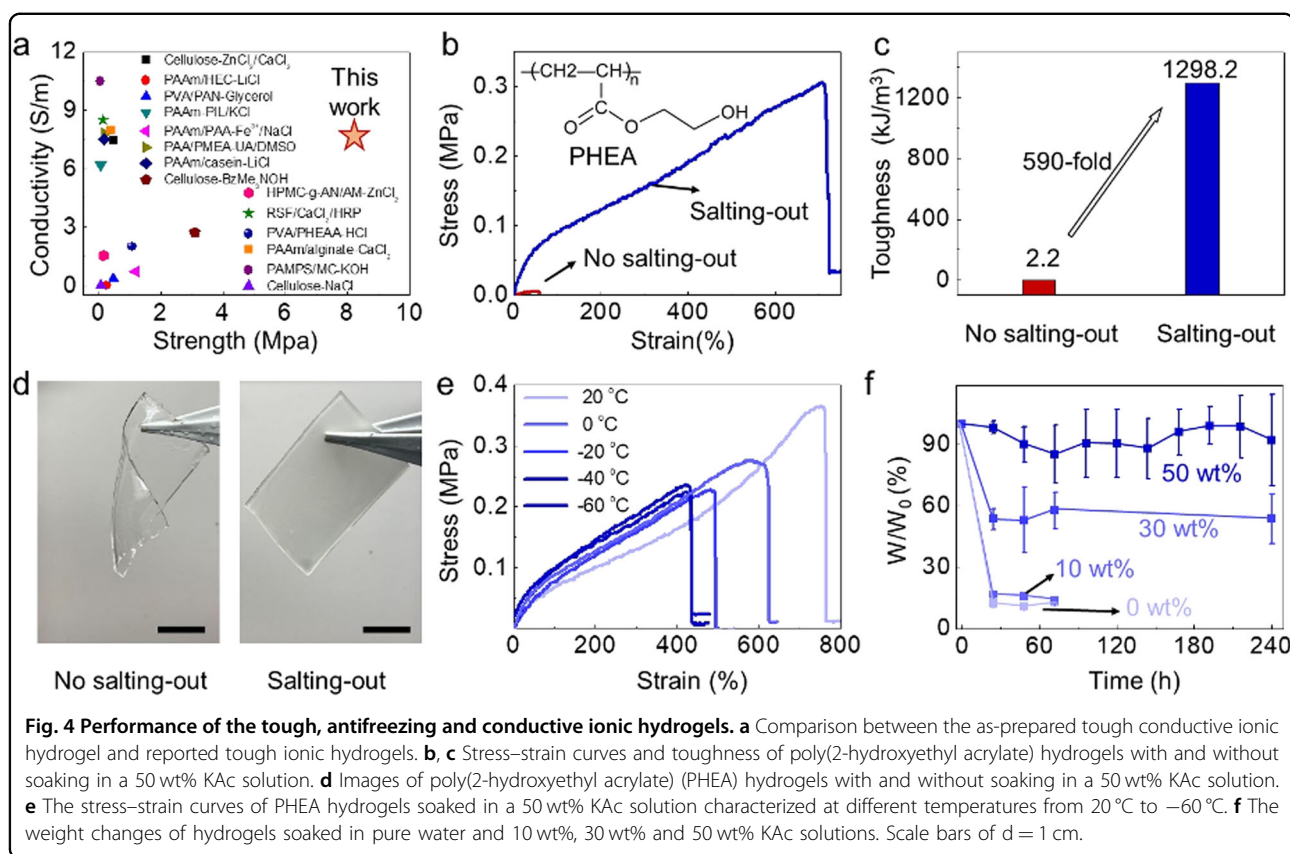 a
Conductivity (S/m)
12
9
6
3
0
Cellulose-ZnCl2/CaCl2
PAAm/HEC-LiCl
PVA/PAN-Glycerol
PAAm-PIL/KCl
PAAm/PAA-Fe3+/NaCl
PAA/PMEA-UA/DMSO
PAAm/casein-LiCl
Cellulose-BzMe3NOH
HPMC-g-AN/AM-ZnCl2
RSF/CaCl2/HRP
PVA/PHEAA-HCl
PAAm/alginate-CaCl2
PAMPS/MC-KOH
Cellulose-NaCl
This work
0 2 4 6 8 10
Strength (Mpa)
b
Stress (MPa)
0.3
0.2
0.1
0.0
(CH2—CH)n
C
O
O
OH
PHEA
Salting-out
No salting-out
0 200 400 600
Strain(%)
c
Toughness (kJ/m3)
1200
800
400
0
1298.2
590-fold
2.2
No salting-out Salting-out
d
No salting-out Salting-out
e
Stress (MPa)
0.4
0.3
0.2
0.1
20 °C
0 °C
-20 °C
-40 °C
-60 °C
0 200 400 600 800
Strain (%)
f
W/W0 (%)
90
60
30
0
50 wt%
30 wt%
10 wt%
0 wt%
0 60 120 180 240
Time (h)
Fig. 4 Performance of the tough, antifreezing and conductive ionic hydrogels. a Comparison between the as-prepared tough conductive ionic
hydrogel and reported tough ionic hydrogels. b, c Stress–strain curves and toughness of poly(2-hydroxyethyl acrylate) hydrogels with and without
soaking in a 50 wt% KAc solution. d Images of poly(2-hydroxyethyl acrylate) (PHEA) hydrogels with and without soaking in a 50 wt% KAc solution.
e The stress–strain curves of PHEA hydrogels soaked in a 50 wt% KAc solution characterized at different temperatures from 20 °C to −60 °C. f The
weight changes of hydrogels soaked in pure water and 10 wt%, 30 wt% and 50 wt% KAc solutions. Scale bars of d = 1 cm.